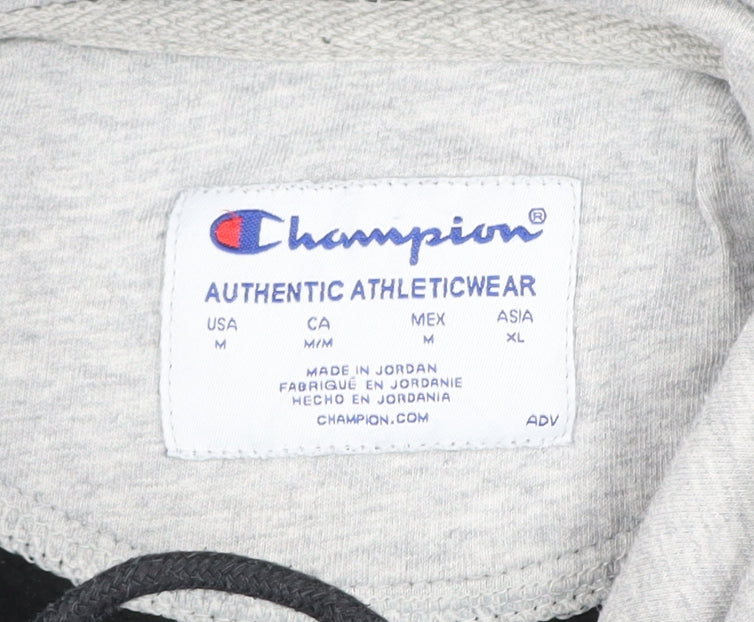 Champion®
AUTHENTIC ATHLETICWEAR
USA CA MEX ASIA
M M/M M XL
MADE IN JORDAN
FABRIQUÉ EN JORDANIE
HECHO EN JORDANIA
CHAMPION.COM ADV